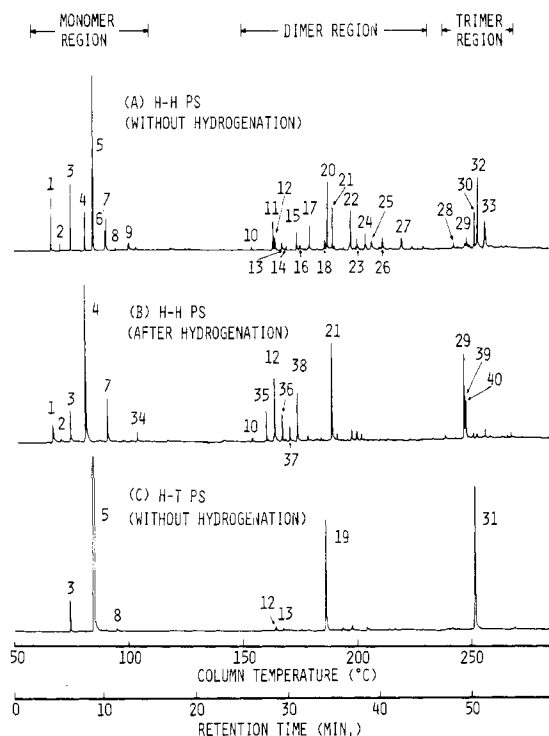 MONOMER REGION
DIMER REGION
TRIMER REGION
(A) H-H PS
(WITHOUT HYDROGENATION)
1 2 3 4 5 6 7 8 9 10 11 12 13 14 15 16 17 18 20 21 22 23 24 25 26 27 28 29 30 32 33
(B) H-H PS
(AFTER HYDROGENATION)
1 2 3 4 7 34 10 35 12 36 37 38 21 29 39 40
(C) H-T PS
(WITHOUT HYDROGENATION)
3 5 8 12 13 19 31
50 100 150 200 250
COLUMN TEMPERATURE (°C)
0 10 20 30 40 50
RETENTION TIME (MIN.)